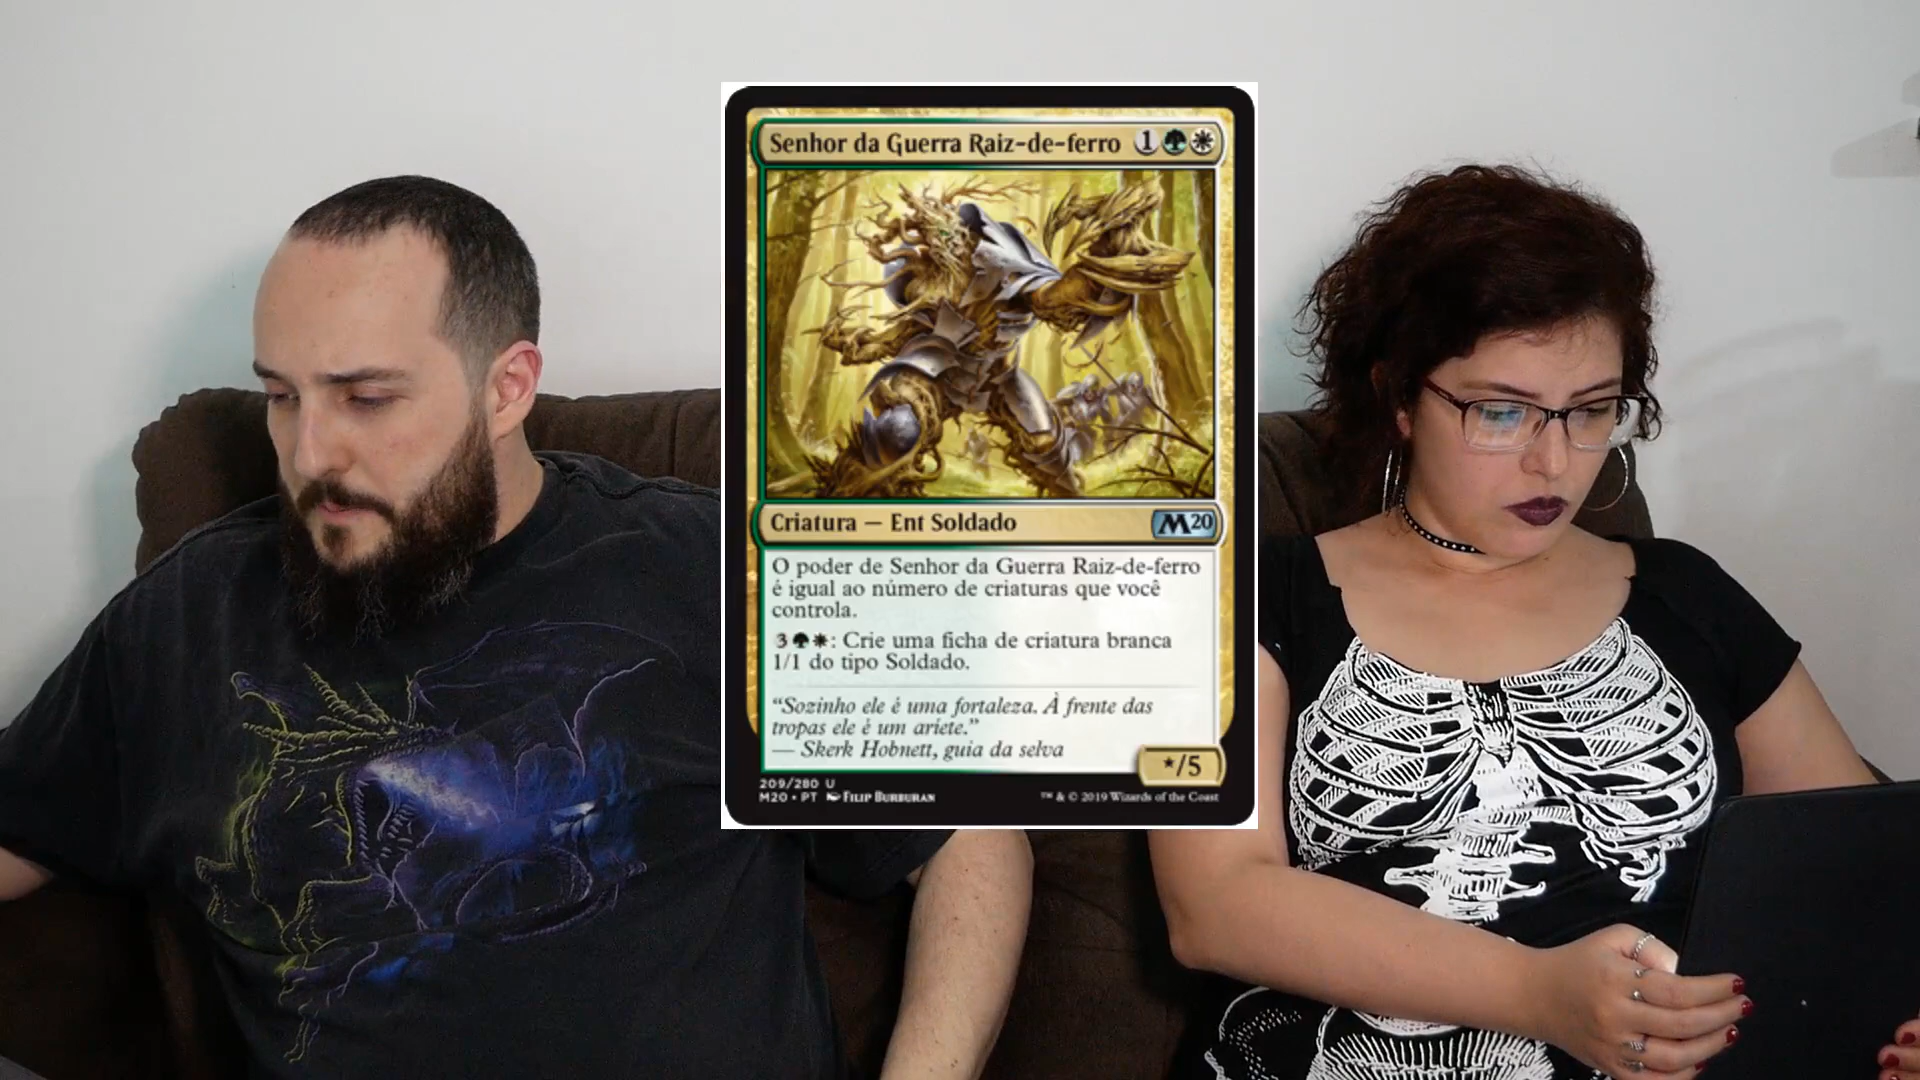 Senhor da Guerra Raiz-de-ferro 1
Criatura — Ent Soldado M20
O poder de Senhor da Guerra Raiz-de-ferro
é igual ao número de criaturas que você
controla.
3 : Crie uma ficha de criatura branca
1/1 do tipo Soldado.
“Sozinho ele é uma fortaleza. À frente das
tropas ele é um aríete.”
— Skerk Hobnett, guia da selva
*/5
209/280 U
M20 • PT Filip Burburan
™ & © 2019 Wizards of the Coast